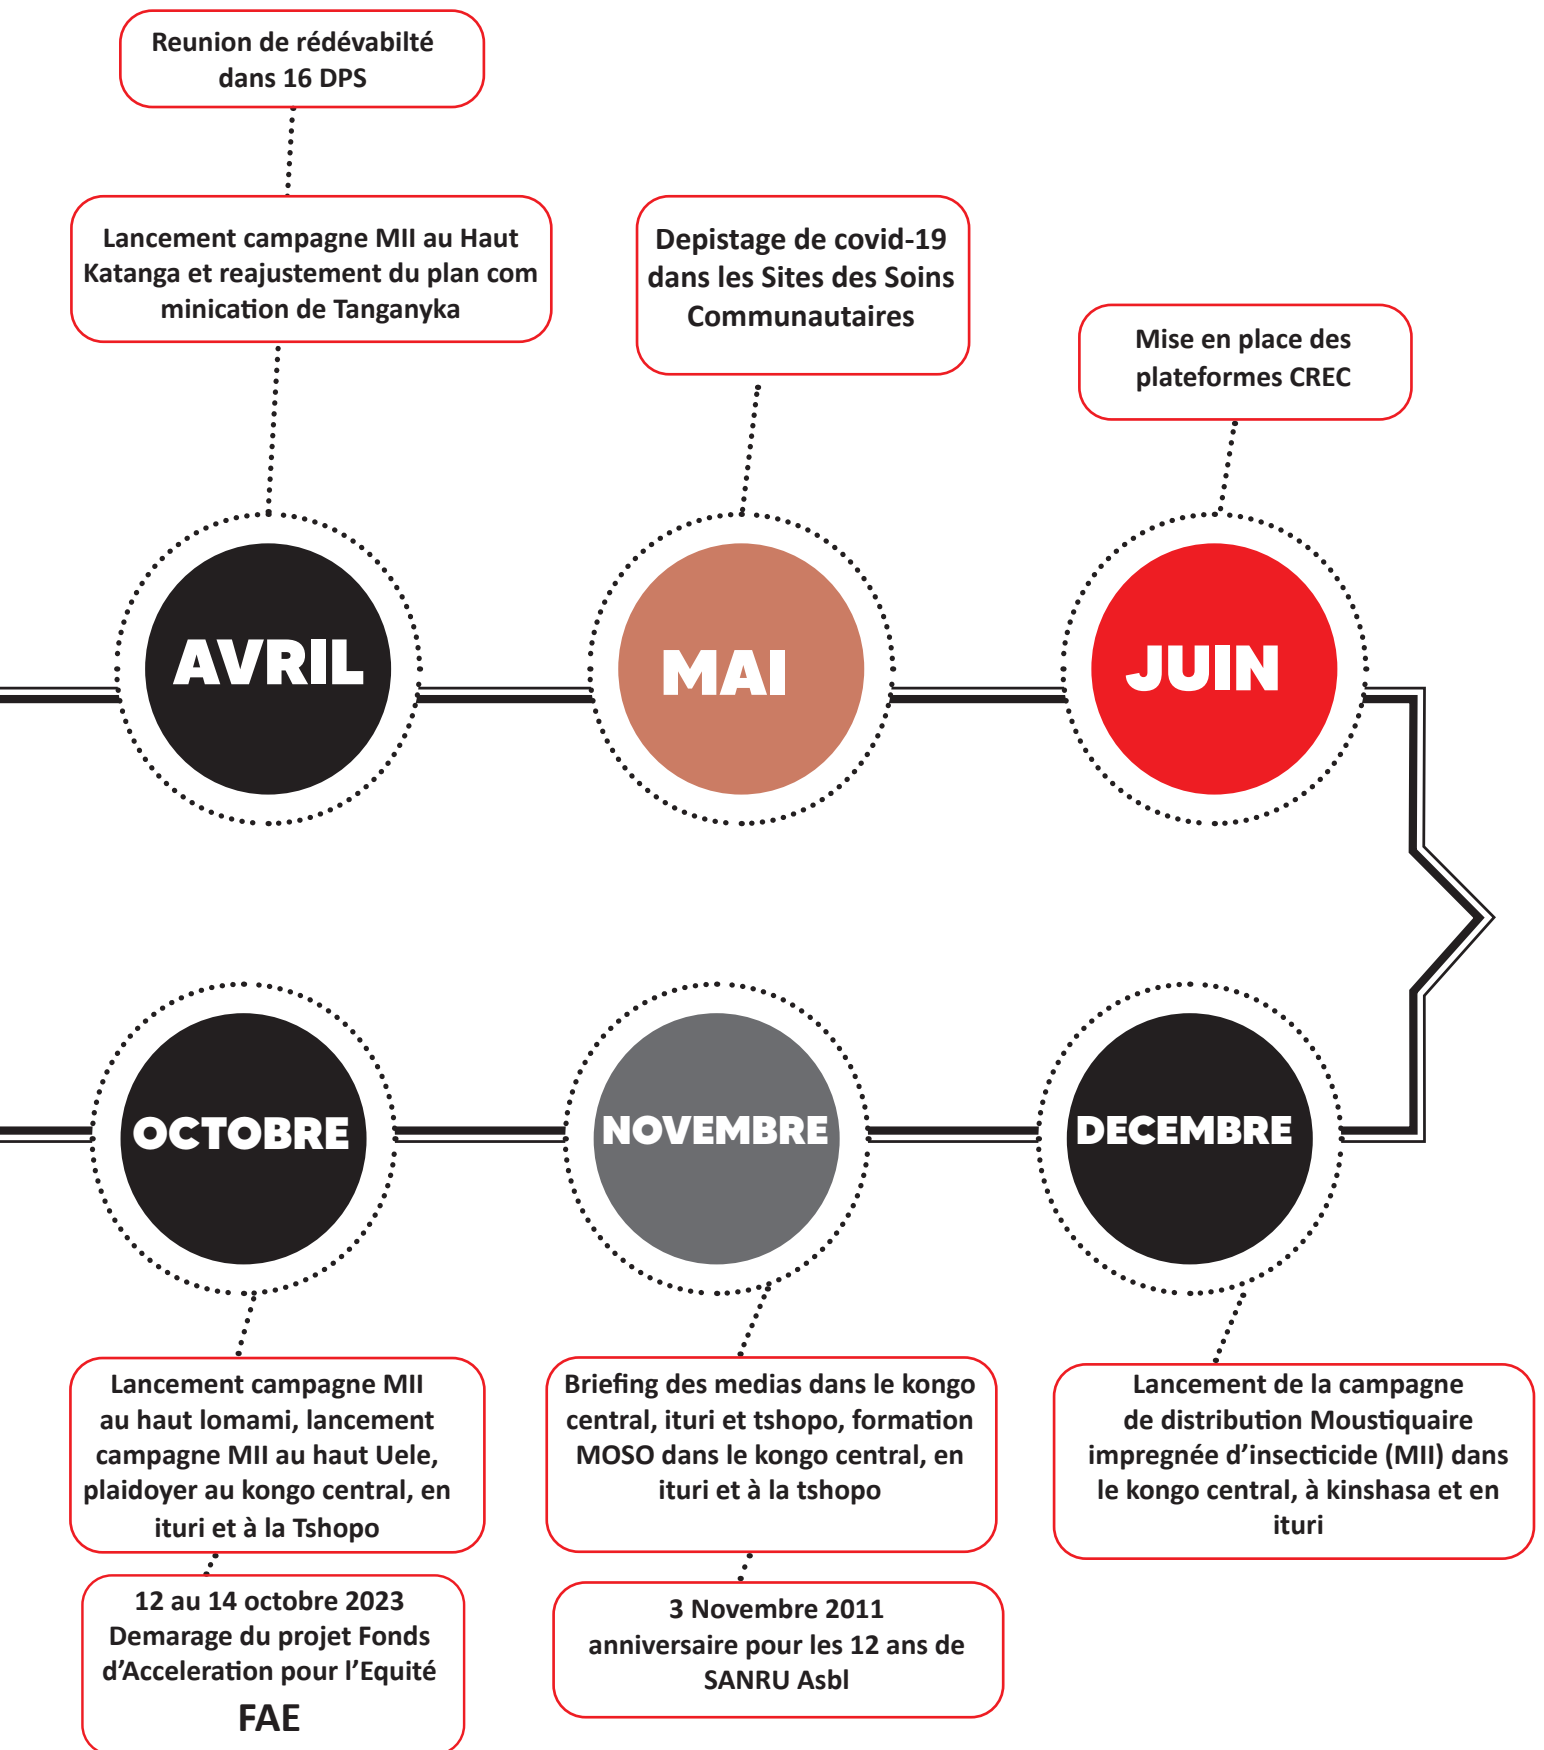 Reunion de rédévabilté
dans 16 DPS
Lancement campagne MII au Haut
Katanga et reajustement du plan com
minication de Tanganyka
Depistage de covid-19
dans les Sites des Soins
Communautaires
Mise en place des
plateformes CREC
AVRIL
MAI
JUIN
OCTOBRE
NOVEMBRE
DECEMBRE
Lancement campagne MII
au haut lomami, lancement
campagne MII au haut Uele,
plaidoyer au kongo central, en
ituri et à la Tshopo
12 au 14 octobre 2023
Demarage du projet Fonds
d'Acceleration pour l'Equité
FAE
Briefing des medias dans le kongo
central, ituri et tshopo, formation
MOSO dans le kongo central, en
ituri et à la tshopo
3 Novembre 2011
anniversaire pour les 12 ans de
SANRU Asbl
Lancement de la campagne
de distribution Moustiquaire
impregnée d'insecticide (MII) dans
le kongo central, à kinshasa et en
ituri